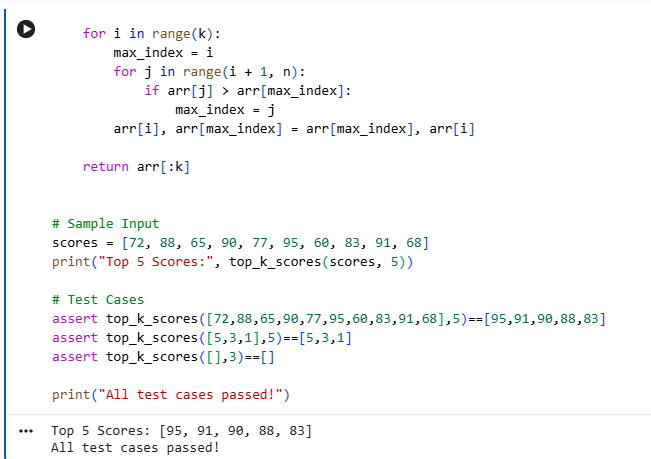 for i in range(k):
        max_index = i
        for j in range(i + 1, n):
            if arr[j] > arr[max_index]:
                max_index = j
        arr[i], arr[max_index] = arr[max_index], arr[i]

    return arr[:k]


# Sample Input
scores = [72, 88, 65, 90, 77, 95, 60, 83, 91, 68]
print("Top 5 Scores:", top_k_scores(scores, 5))

# Test Cases
assert top_k_scores([72,88,65,90,77,95,60,83,91,68],5)==[95,91,90,88,83]
assert top_k_scores([5,3,1],5)==[5,3,1]
assert top_k_scores([],3)==[]

print("All test cases passed!")
Top 5 Scores: [95, 91, 90, 88, 83]
All test cases passed!